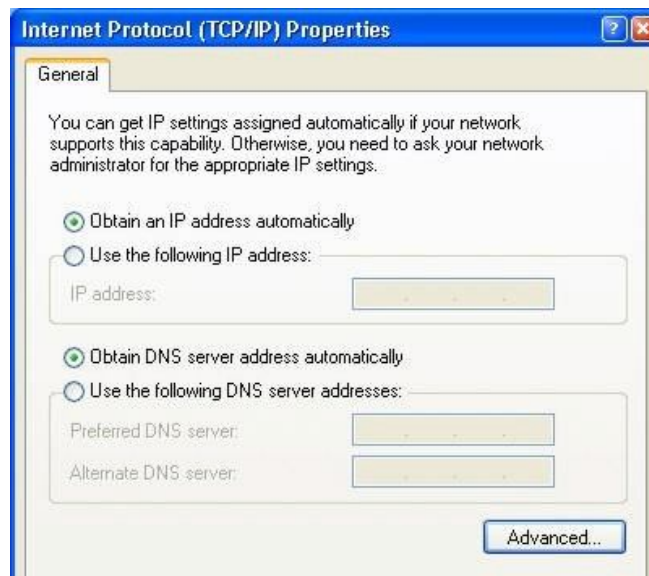 Internet Protocol (TCP/IP) Properties
General
You can get IP settings assigned automatically if your network
supports this capability. Otherwise, you need to ask your network
administrator for the appropriate IP settings.
Obtain an IP address automatically
Use the following IP address:
IP address:
Obtain DNS server address automatically
Use the following DNS server addresses:
Preferred DNS server:
Alternate DNS server:
Advanced...